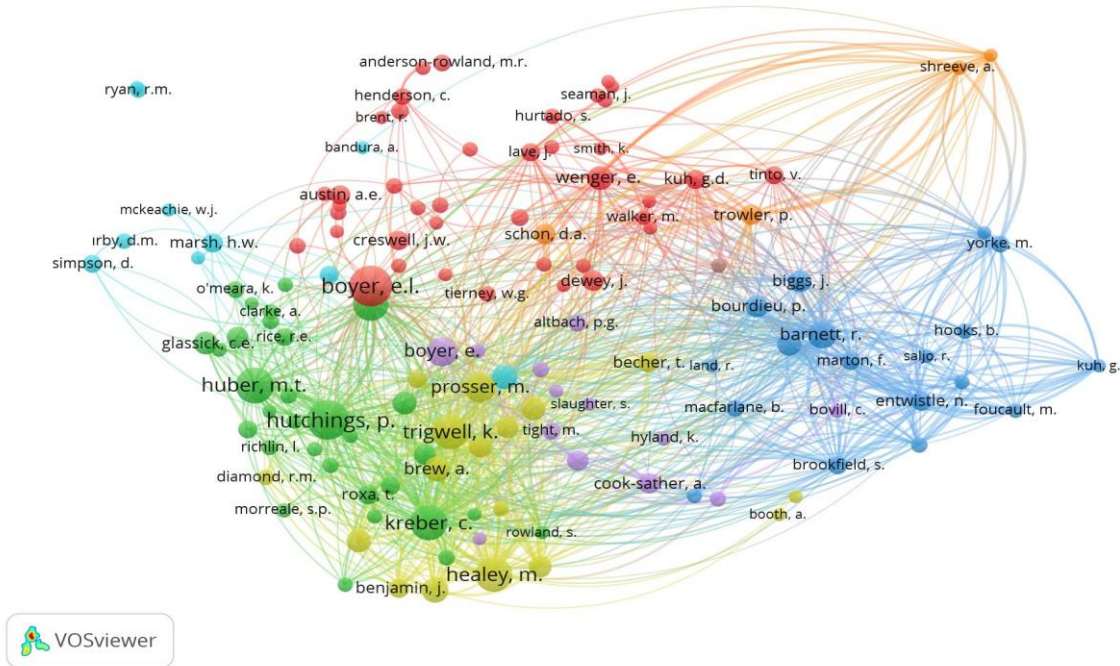 anderson-rowland, m.r.
shreeve, a.
ryan, r.m.
henderson, c.
seaman, j.
brent, r.
hurtado, s.
bandura, a.
lave, j.
smith, k.
wenger, e.
kuh, g.d.
tinto, v.
austin, a.e.
mckeachie, w.j.
walker, m.
trowler, p.
irby, d.m.
marsh, h.w.
creswell, j.w.
schon, d.a.
yorke, m.
simpson, d.
o'meara, k.
boyer, e.l.
tierney, w.g.
dewey, j.
biggs, j.
clarke, a.
bourdieu, p.
altbach, p.g.
glassick, c.e.
rice, r.e.
boyer, e.
barnett, r.
hooks, b.
becher, t.
land, r.
marton, f.
saljo, r.
kuh, g.
huber, m.t.
prosser, m.
slaughter, s.
macfarlane, b.
bovill, c.
entwistle, n.
foucault, m.
hutchings, p.
trigwell, k.
tight, m.
hyland, k.
richlin, l.
diamond, r.m.
brew, a.
brookfield, s.
roxa, t.
cook-sather, a.
morreale, s.p.
kreber, c.
rowland, s.
booth, a.
healey, m.
benjamin, j.
VOSviewer